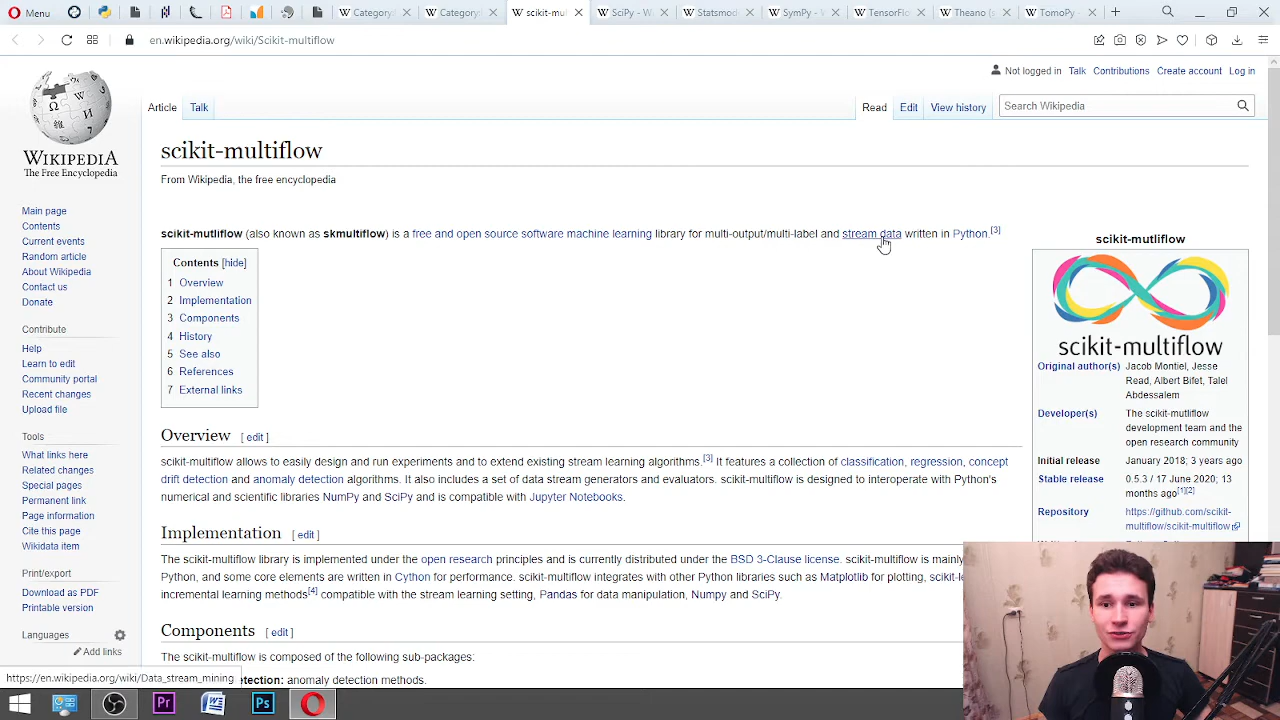 Menu
Category:
Category:
scikit-mu
SciPy - W
Statsmode
SymPy - W
TensorFlo
Theano (s
TomoPy -
en.wikipedia.org/wiki/Scikit-multiflow
Not logged in Talk Contributions Create account Log in
Article Talk Read Edit View history Search Wikipedia
WIKIPEDIA
The Free Encyclopedia
Main page
Contents
Current events
Random article
About Wikipedia
Contact us
Donate
Contribute
Help
Learn to edit
Community portal
Recent changes
Upload file
Tools
What links here
Related changes
Special pages
Permanent link
Page information
Cite this page
Wikidata item
Print/export
Download as PDF
Printable version
Languages
Add links
scikit-multiflow
From Wikipedia, the free encyclopedia
scikit-mutliflow (also known as skmultiflow) is a free and open source software machine learning library for multi-output/multi-label and stream data written in Python.[3]
Contents [hide]
1 Overview
2 Implementation
3 Components
4 History
5 See also
6 References
7 External links
Overview [ edit ]
scikit-multiflow allows to easily design and run experiments and to extend existing stream learning algorithms.[3] It features a collection of classification, regression, concept
drift detection and anomaly detection algorithms. It also includes a set of data stream generators and evaluators. scikit-multiflow is designed to interoperate with Python's
numerical and scientific libraries NumPy and SciPy and is compatible with Jupyter Notebooks.
Implementation [ edit ]
The scikit-multiflow library is implemented under the open research principles and is currently distributed under the BSD 3-Clause license. scikit-multiflow is mainly
Python, and some core elements are written in Cython for performance. scikit-multiflow integrates with other Python libraries such as Matplotlib for plotting, scikit-le
incremental learning methods[4] compatible with the stream learning setting, Pandas for data manipulation, Numpy and SciPy.
Components [ edit ]
The scikit-multiflow is composed of the following sub-packages:
etection: anomaly detection methods.
scikit-mutliflow
scikit-multiflow
Original author(s) Jacob Montiel, Jesse
Read, Albert Bifet, Talel
Abdessalem
Developer(s) The scikit-mutliflow
development team and the
open research community
Initial release January 2018; 3 years ago
Stable release 0.5.3 / 17 June 2020; 13
months ago[1][2]
Repository https://github.com/scikit-
multiflow/scikit-multiflow
https://en.wikipedia.org/wiki/Data_stream_mining
Pr
W
Ps